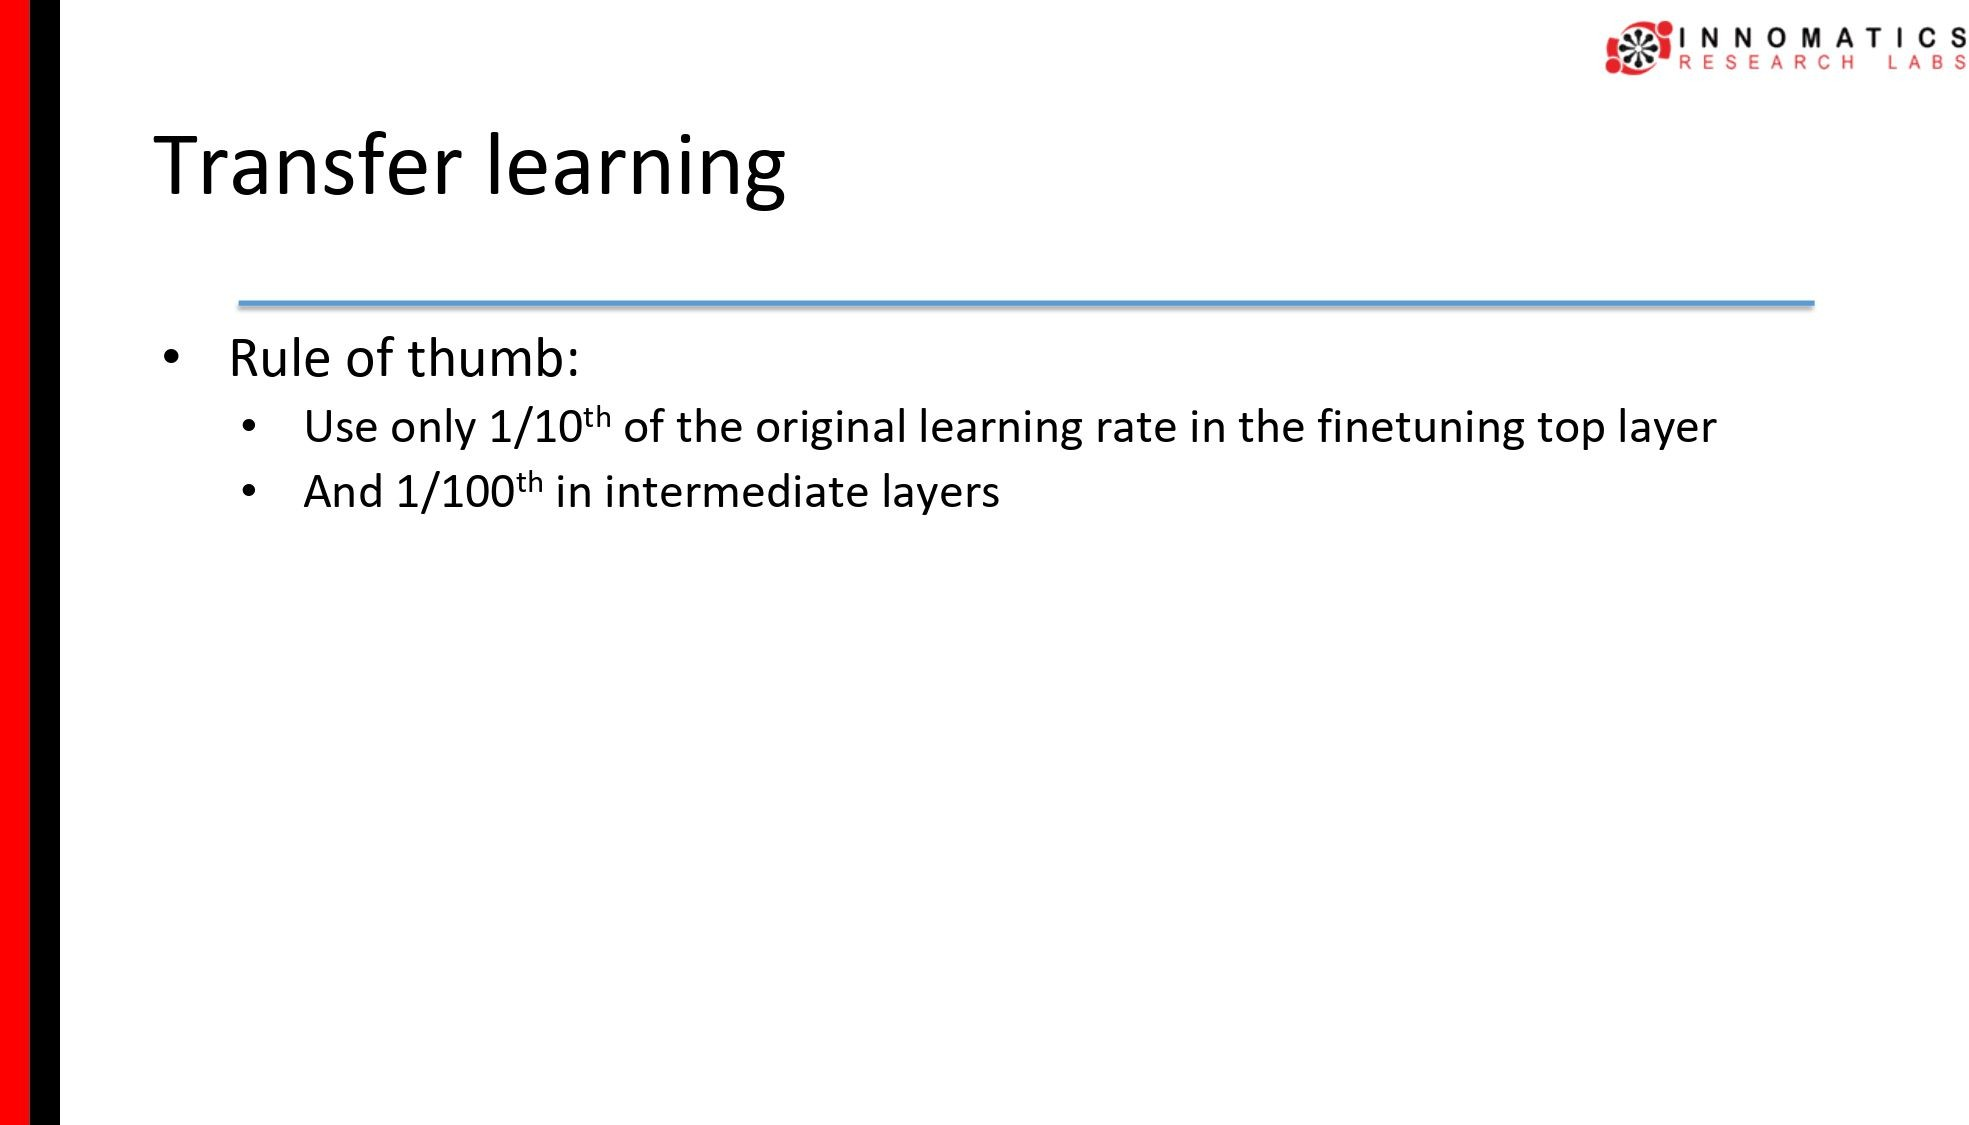 INNOMATICS
RESEARCH LABS
Transfer learning
• Rule of thumb:
• Use only 1/10th of the original learning rate in the finetuning top layer
• And 1/100th in intermediate layers